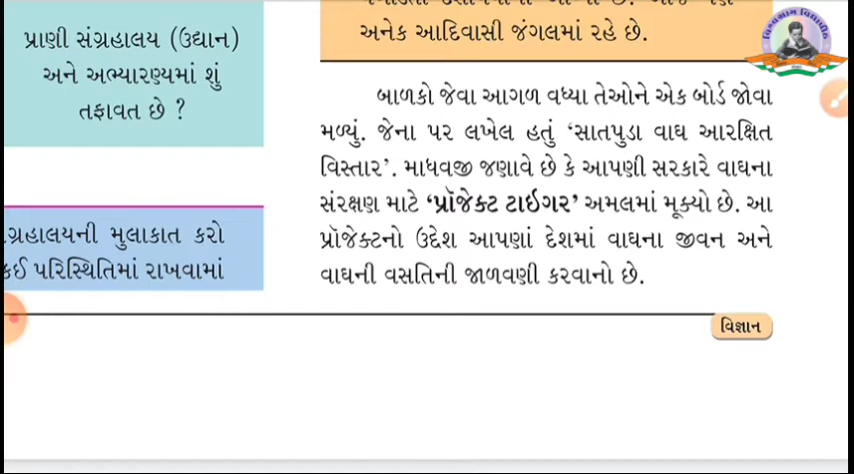 પ્રાણી સંગ્રહાલય (ઉદ્યાન)
અને અભ્યારણ્યમાં શું
તફાવત છે ?
ગ્રહાલયની મુલાકાત કરો
કઈ પરિસ્થિતિમાં રાખવામાં
અનેક આદિવાસી જંગલમાં રહે છે.
બાળકો જેવા આગળ વધ્યા તેઓને એક બોર્ડ જોવા
મળ્યું. જેના પર લખેલ હતું ‘સાતપુડા વાઘ આરક્ષિત
વિસ્તાર’. માધવજી જણાવે છે કે આપણી સરકારે વાઘના
સંરક્ષણ માટે ‘પ્રૉજેક્ટ ટાઇગર’ અમલમાં મૂક્યો છે. આ
પ્રૉજેક્ટનો ઉદ્દેશ આપણાં દેશમાં વાઘના જીવન અને
વાઘની વસતિની જાળવણી કરવાનો છે.
વિજ્ઞાન